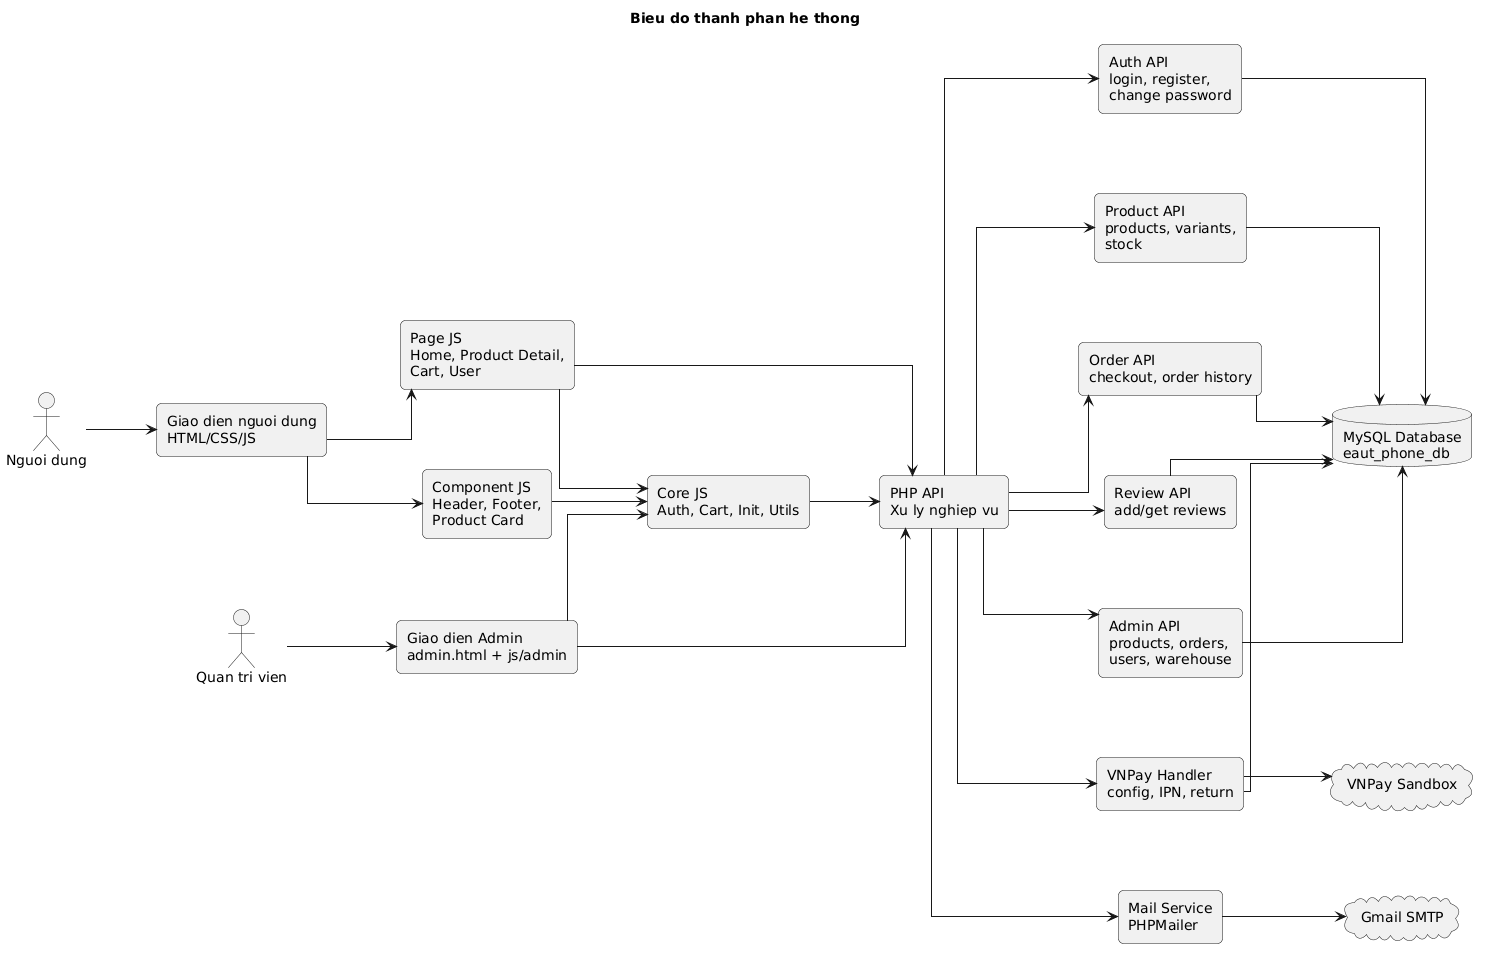 Bieu do thanh phan he thong
Auth API
login, register,
change password
Product API
products, variants,
stock
Page JS
Home, Product Detail,
Cart, User
Order API
checkout, order history
Nguoi dung
Giao dien nguoi dung
HTML/CSS/JS
MySQL Database
eaut_phone_db
Component JS
Header, Footer,
Product Card
Core JS
Auth, Cart, Init, Utils
PHP API
Xu ly nghiep vu
Review API
add/get reviews
Quan tri vien
Giao dien Admin
admin.html + js/admin
Admin API
products, orders,
users, warehouse
VNPay Handler
config, IPN, return
VNPay Sandbox
Mail Service
PHPMailer
Gmail SMTP